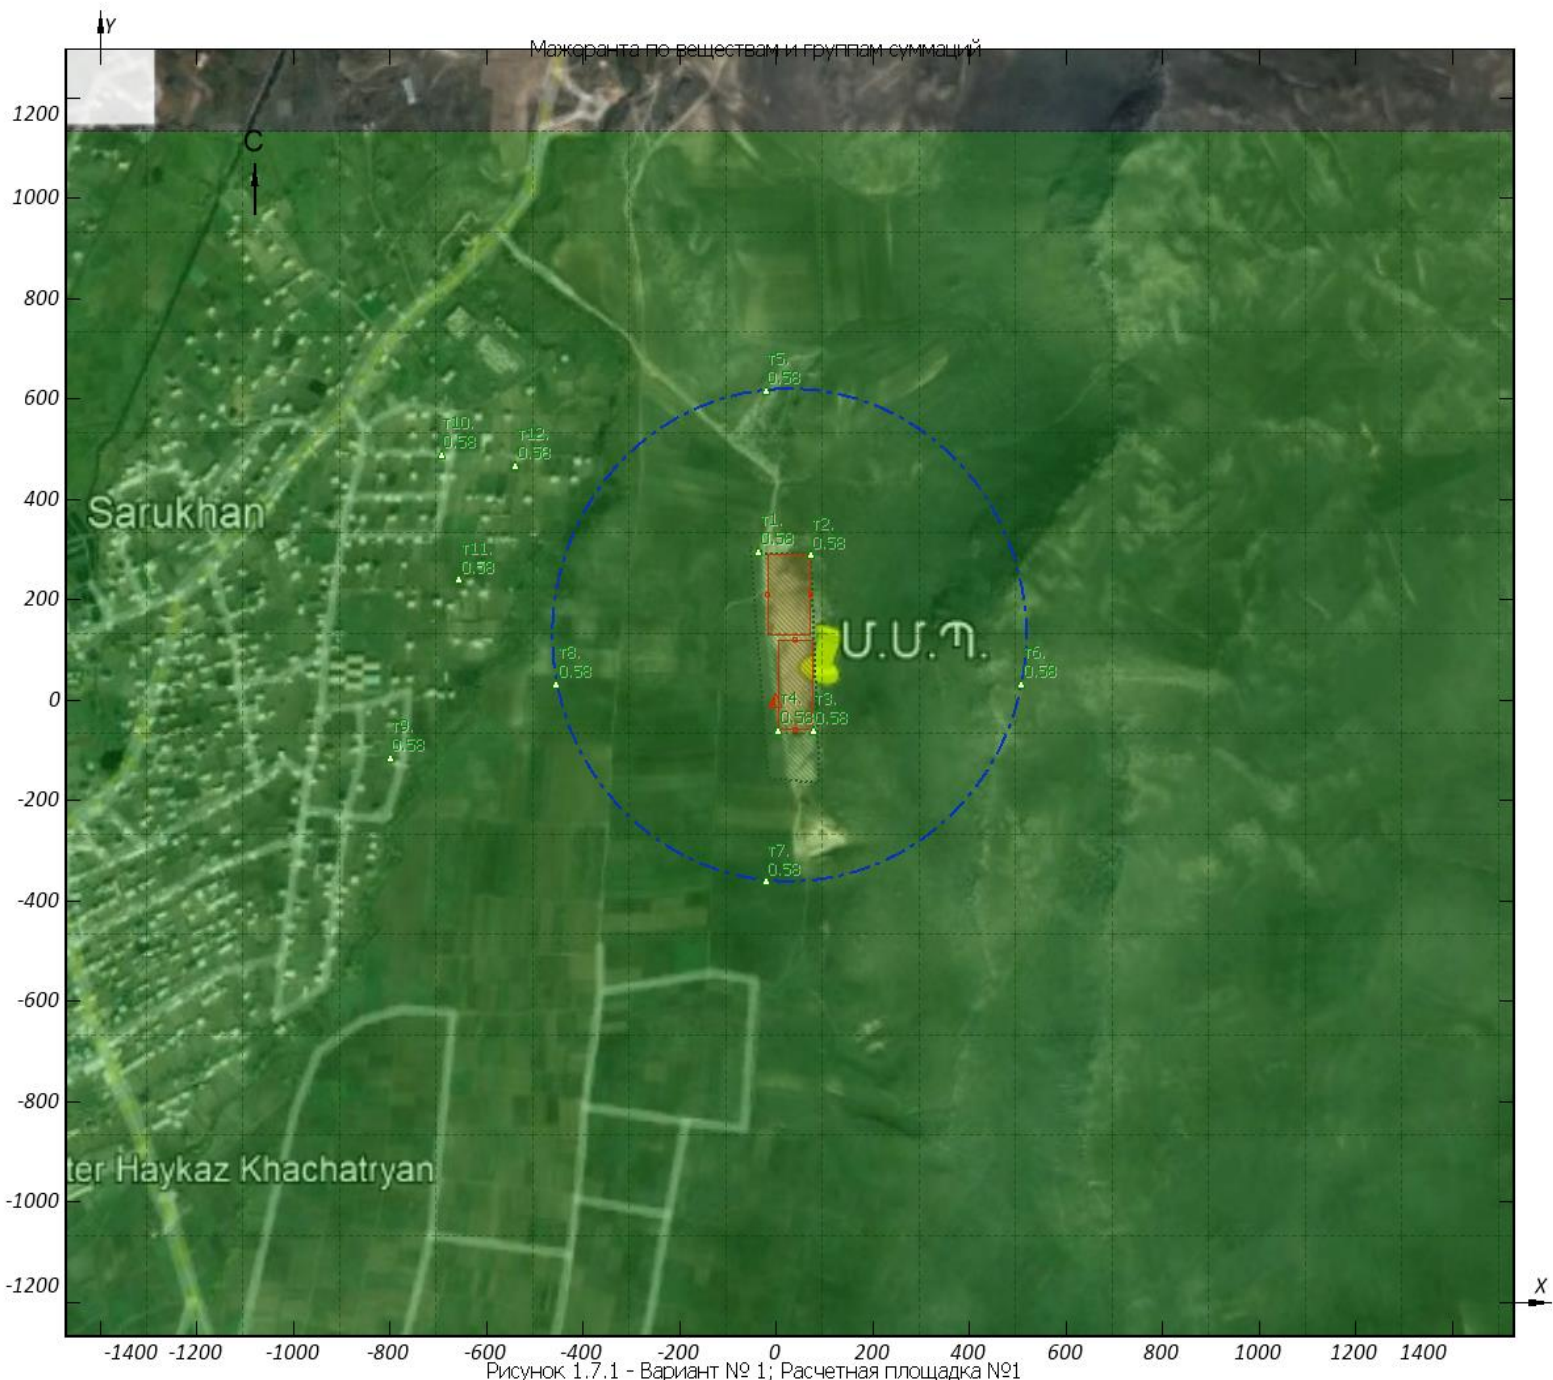 Y
Мажоранта по веществам и группам суммаций
1200
С
1000
800
т5.
0.58
600
т10.
0.58
т12.
0.58
400
Sarukhan
т1.
0.58
т2.
0.58
т11.
0.58
200
Մ.Մ.Պ.
т8.
0.58
т6.
0.58
0
т4.
0.58
т3.
0.58
т9.
0.58
-200
т7.
0.58
-400
-600
-800
ter Haykaz Khachatryan
-1000
-1200
X
-1400 -1200 -1000 -800 -600 -400 -200 0 200 400 600 800 1000 1200 1400
Рисунок 1.7.1 - Вариант № 1; Расчетная площадка №1